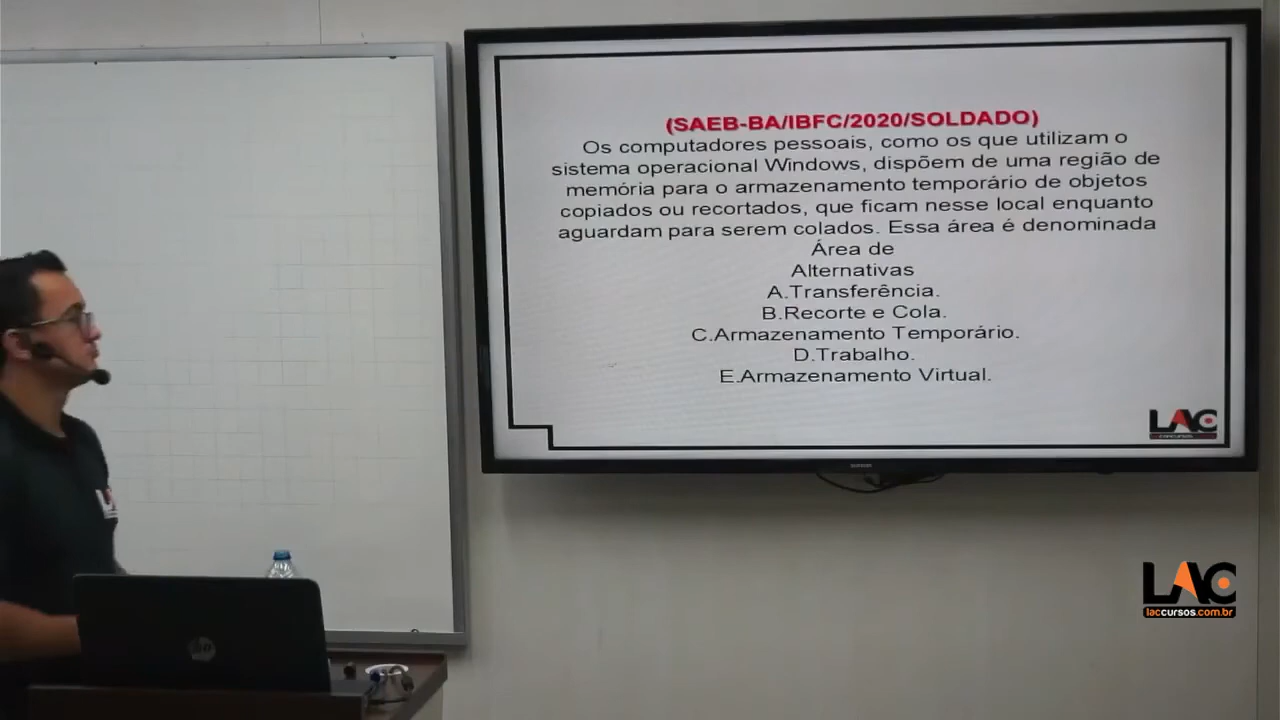 (SAEB-BA/IBFC/2020/SOLDADO)
Os computadores pessoais, como os que utilizam o
sistema operacional Windows, dispõem de uma região de
memória para o armazenamento temporário de objetos
copiados ou recortados, que ficam nesse local enquanto
aguardam para serem colados. Essa área é denominada
Área de
Alternativas
A.Transferência.
B.Recorte e Cola.
C.Armazenamento Temporário.
D.Trabalho.
E.Armazenamento Virtual.
LAC
CONCURSOS
LAC
laccursos.com.br
hp